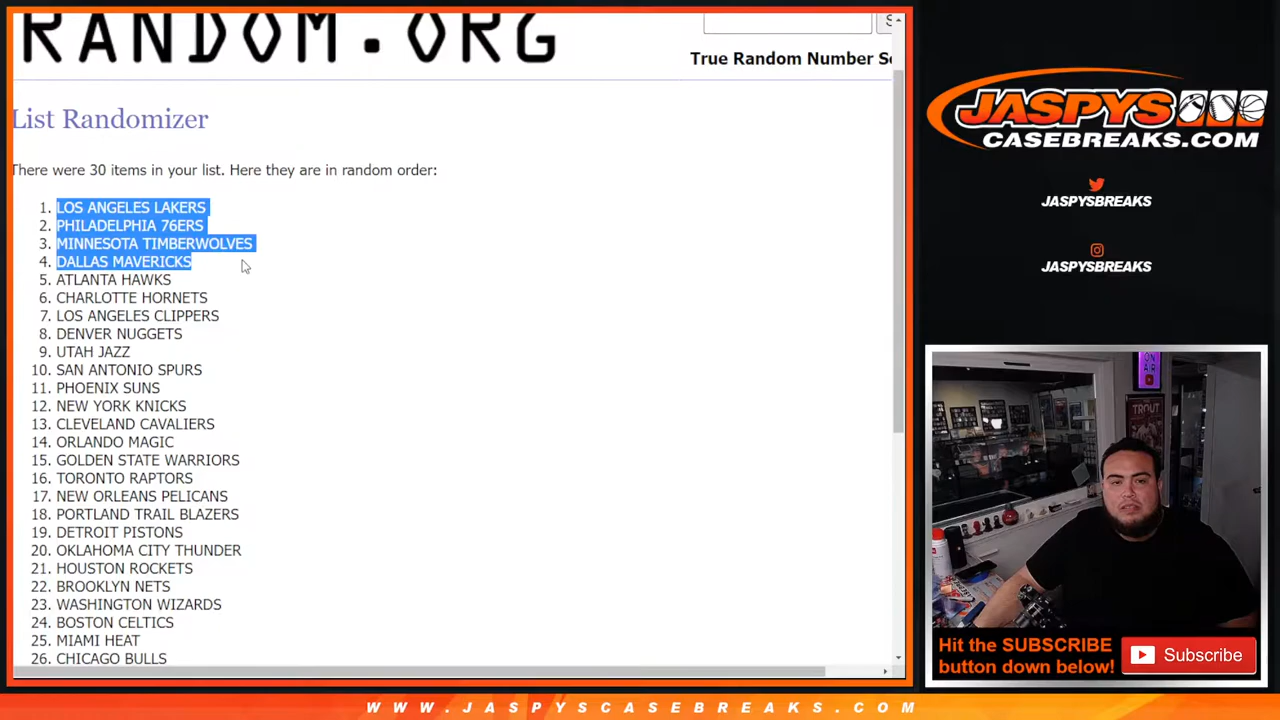 RANDOM.ORG
True Random Number Se
List Randomizer
There were 30 items in your list. Here they are in random order:
1. LOS ANGELES LAKERS
2. PHILADELPHIA 76ERS
3. MINNESOTA TIMBERWOLVES
4. DALLAS MAVERICKS
5. ATLANTA HAWKS
6. CHARLOTTE HORNETS
7. LOS ANGELES CLIPPERS
8. DENVER NUGGETS
9. UTAH JAZZ
10. SAN ANTONIO SPURS
11. PHOENIX SUNS
12. NEW YORK KNICKS
13. CLEVELAND CAVALIERS
14. ORLANDO MAGIC
15. GOLDEN STATE WARRIORS
16. TORONTO RAPTORS
17. NEW ORLEANS PELICANS
18. PORTLAND TRAIL BLAZERS
19. DETROIT PISTONS
20. OKLAHOMA CITY THUNDER
21. HOUSTON ROCKETS
22. BROOKLYN NETS
23. WASHINGTON WIZARDS
24. BOSTON CELTICS
25. MIAMI HEAT
26. CHICAGO BULLS
JASPYS
CASEBREAKS.COM
JASPYSBREAKS
JASPYSBREAKS
ON
AIR
TROUT
Hit the SUBSCRIBE
button down below!
Subscribe
WWW.JASPYSCASEBREAKS.COM